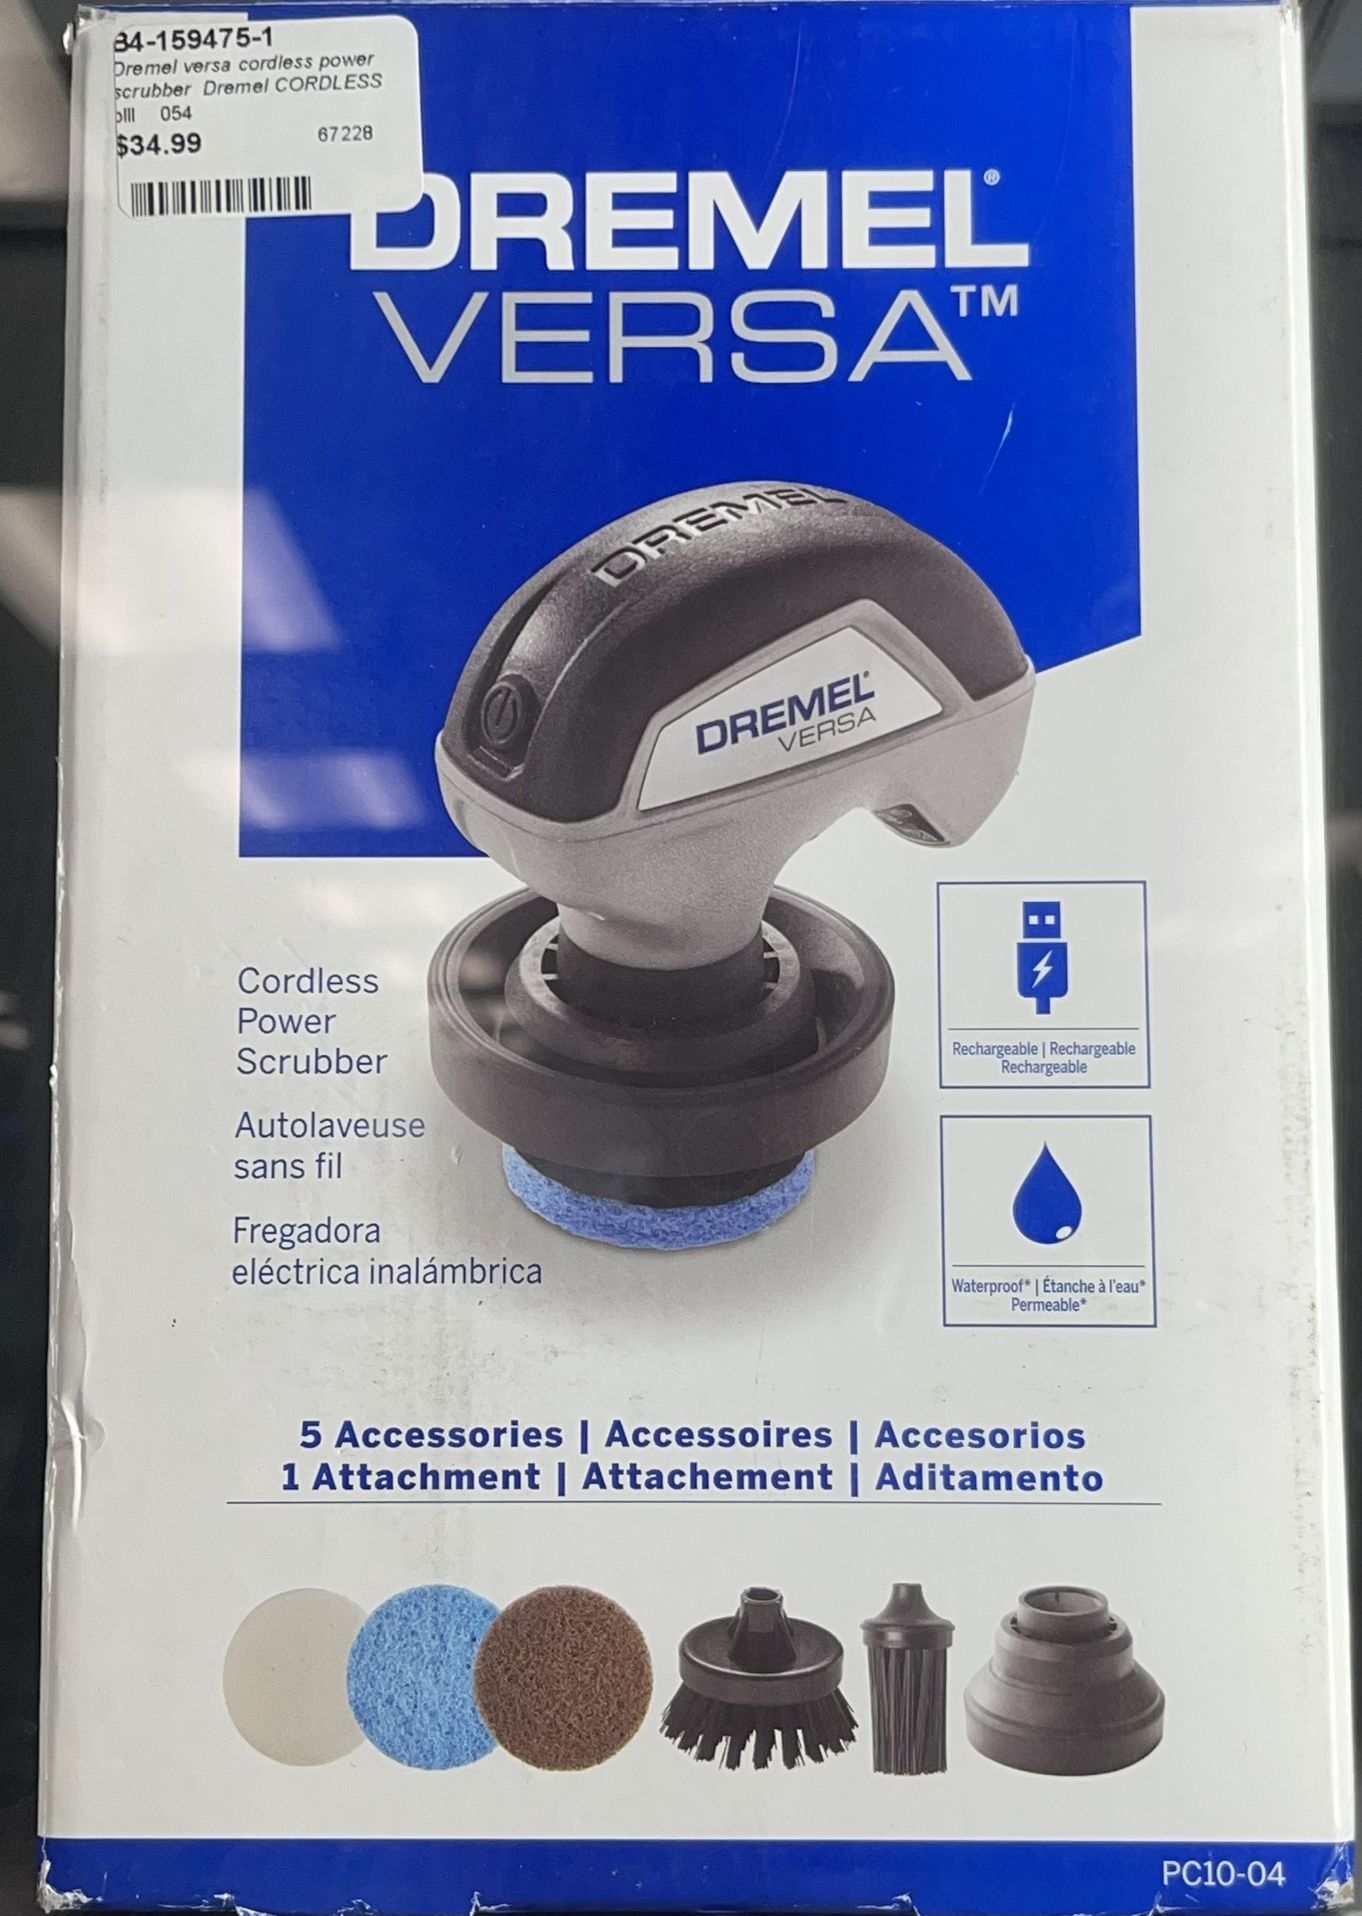 84-159475-1
Dremel versa cordless power
scrubber Dremel CORDLESS
054
$34.99 67228
DREMEL®
VERSA™
DREMEL
DREMEL®
VERSA
Cordless
Power
Scrubber
Autolaveuse
sans fil
Fregadora
eléctrica inalámbrica
Rechargeable | Rechargeable
Rechargeable
Waterproof* | Étanche à l'eau*
Permeable*
5 Accessories | Accessoires | Accesorios
1 Attachment | Attachement | Aditamento
PC10-04